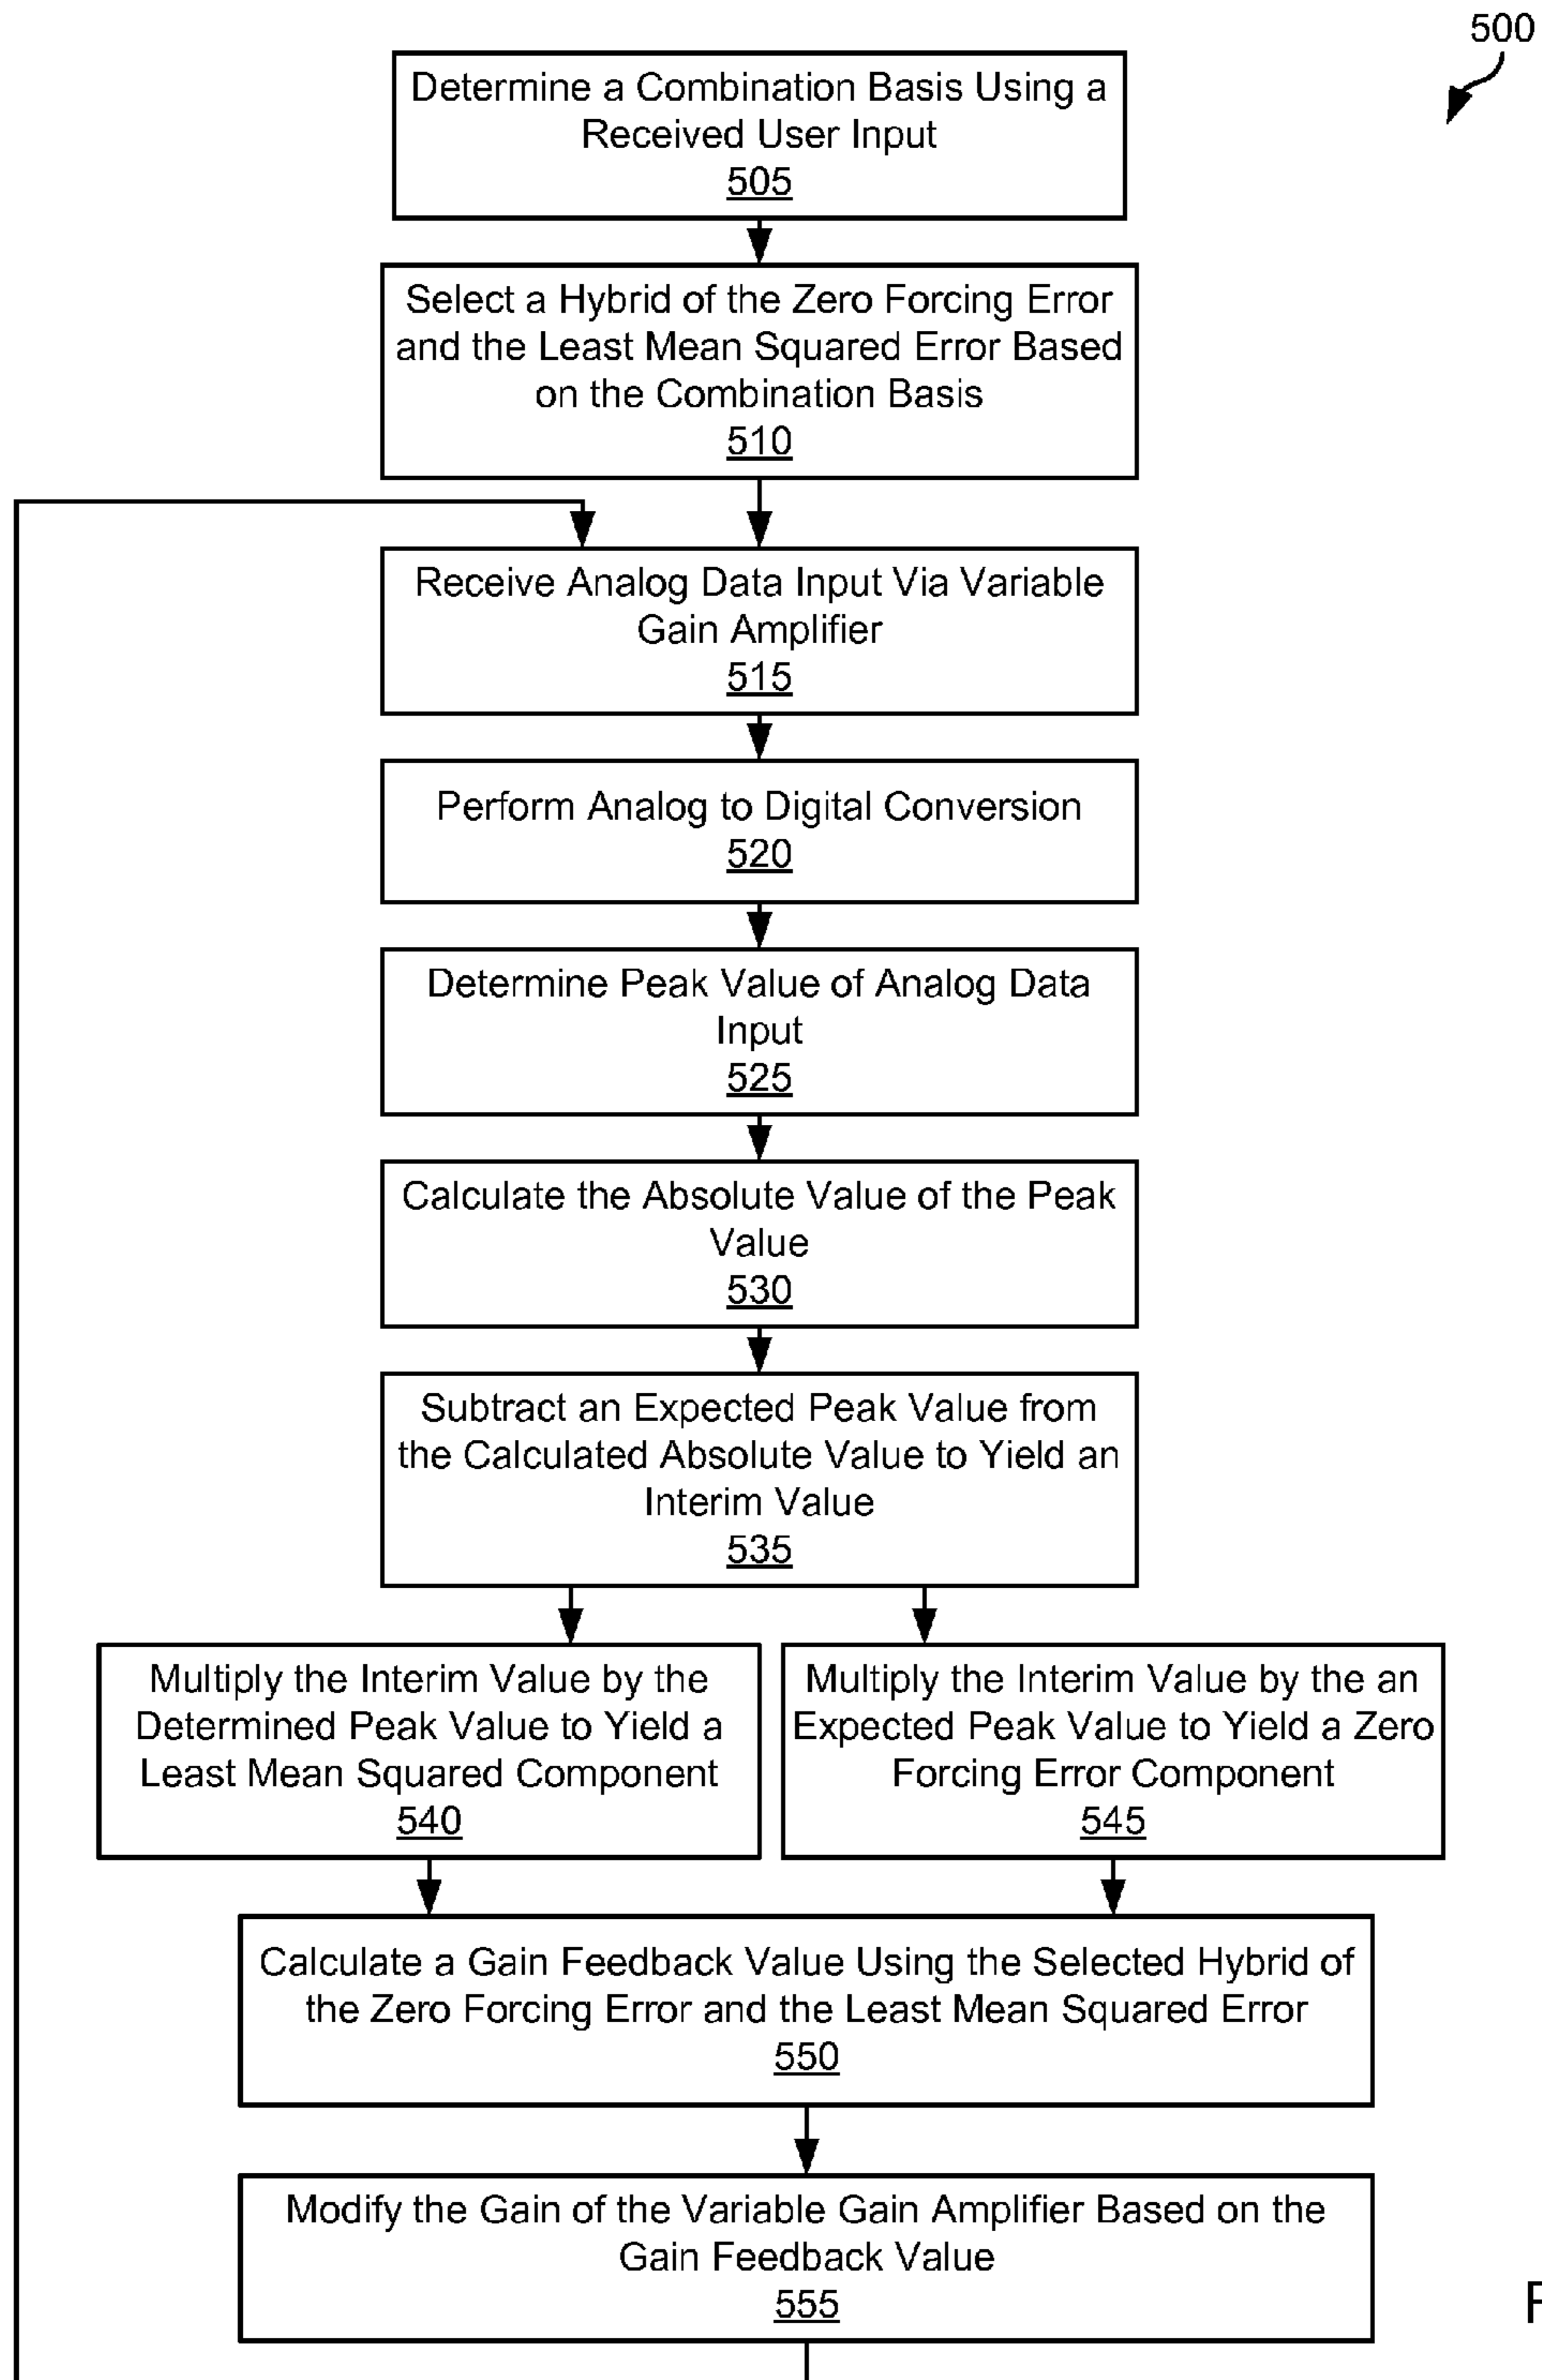 500
Determine a Combination Basis Using a
Received User Input
505
Select a Hybrid of the Zero Forcing Error
and the Least Mean Squared Error Based
on the Combination Basis
510
Receive Analog Data Input Via Variable
Gain Amplifier
515
Perform Analog to Digital Conversion
520
Determine Peak Value of Analog Data
Input
525
Calculate the Absolute Value of the Peak
Value
530
Subtract an Expected Peak Value from
the Calculated Absolute Value to Yield an
Interim Value
535
Multiply the Interim Value by the
Determined Peak Value to Yield a
Least Mean Squared Component
540
Multiply the Interim Value by the an
Expected Peak Value to Yield a Zero
Forcing Error Component
545
Calculate a Gain Feedback Value Using the Selected Hybrid of
the Zero Forcing Error and the Least Mean Squared Error
550
Modify the Gain of the Variable Gain Amplifier Based on the
Gain Feedback Value
555